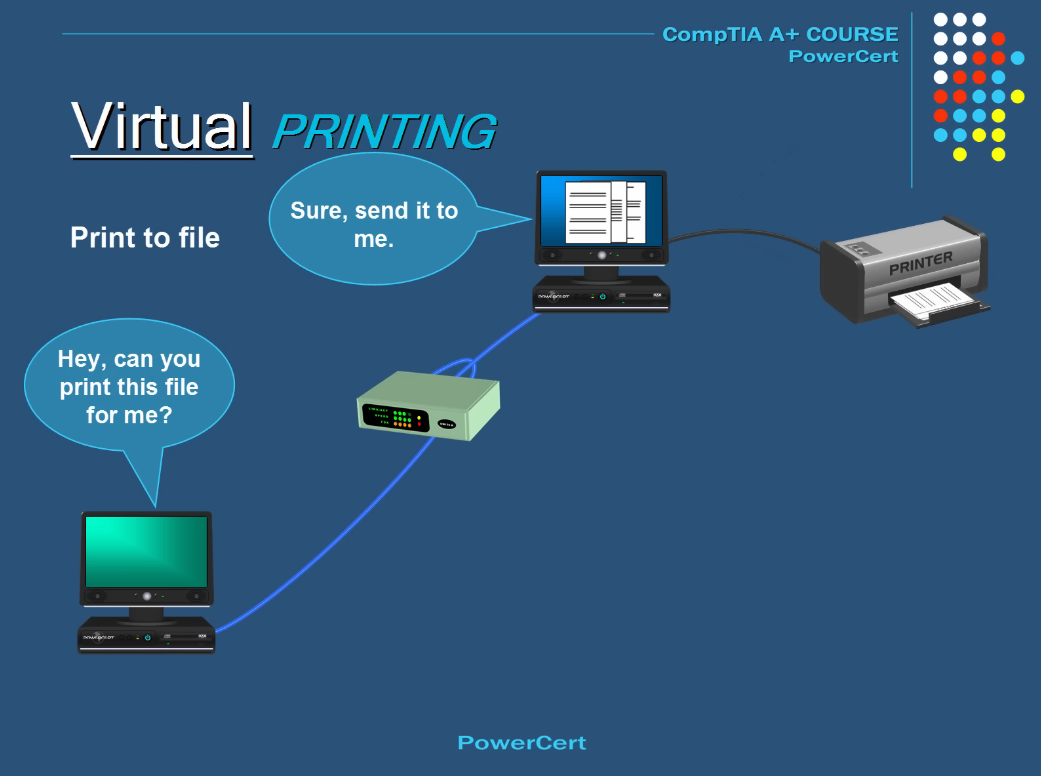 CompTIA A+ COURSE
PowerCert
Virtual PRINTING
Print to file
Sure, send it to
me.
PRINTER
Hey, can you
print this file
for me?
PowerCert